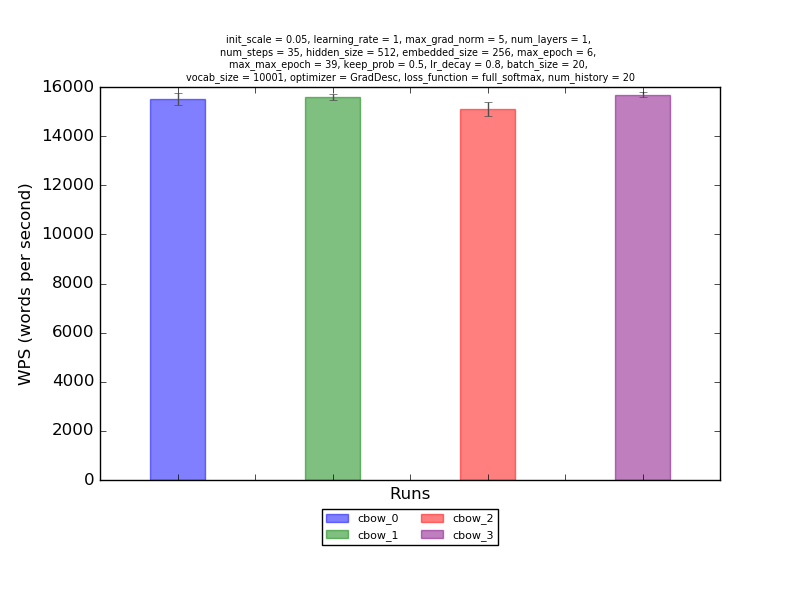 init_scale = 0.05, learning_rate = 1, max_grad_norm = 5, num_layers = 1,
num_steps = 35, hidden_size = 512, embedded_size = 256, max_epoch = 6,
max_max_epoch = 39, keep_prob = 0.5, lr_decay = 0.8, batch_size = 20,
vocab_size = 10001, optimizer = GradDesc, loss_function = full_softmax, num_history = 20
16000
14000
12000
10000
8000
6000
4000
2000
0
WPS (words per second)
Runs
cbow_0
cbow_1
cbow_2
cbow_3